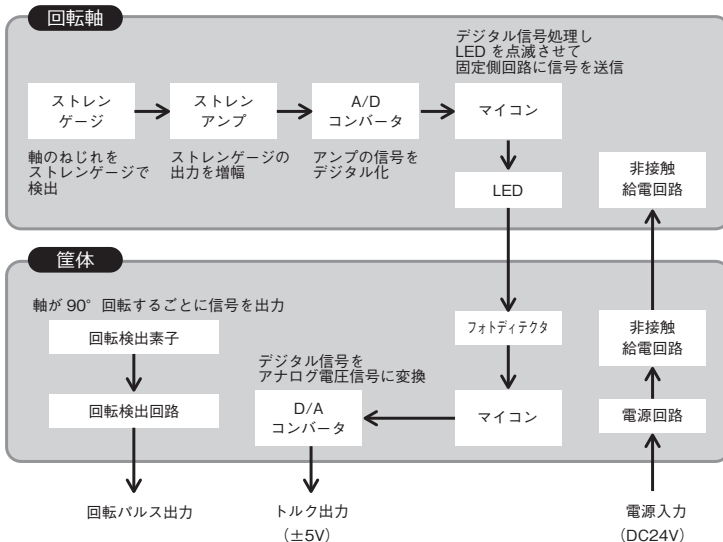 回転軸
デジタル信号処理し
LED を点滅させて
固定側回路に信号を送信
ストレン
ゲージ
ストレン
アンプ
A/D
コンバータ
マイコン
軸のねじれを
ストレンゲージで
検出
ストレンゲージの
出力を増幅
アンプの信号を
デジタル化
LED
非接触
給電回路
筐体
軸が 90°回転するごとに信号を出力
回転検出素子
回転検出回路
デジタル信号を
アナログ電圧信号に変換
D/A
コンバータ
フォトディテクタ
マイコン
非接触
給電回路
電源回路
回転パルス出力
トルク出力
（±5V）
電源入力
（DC24V）